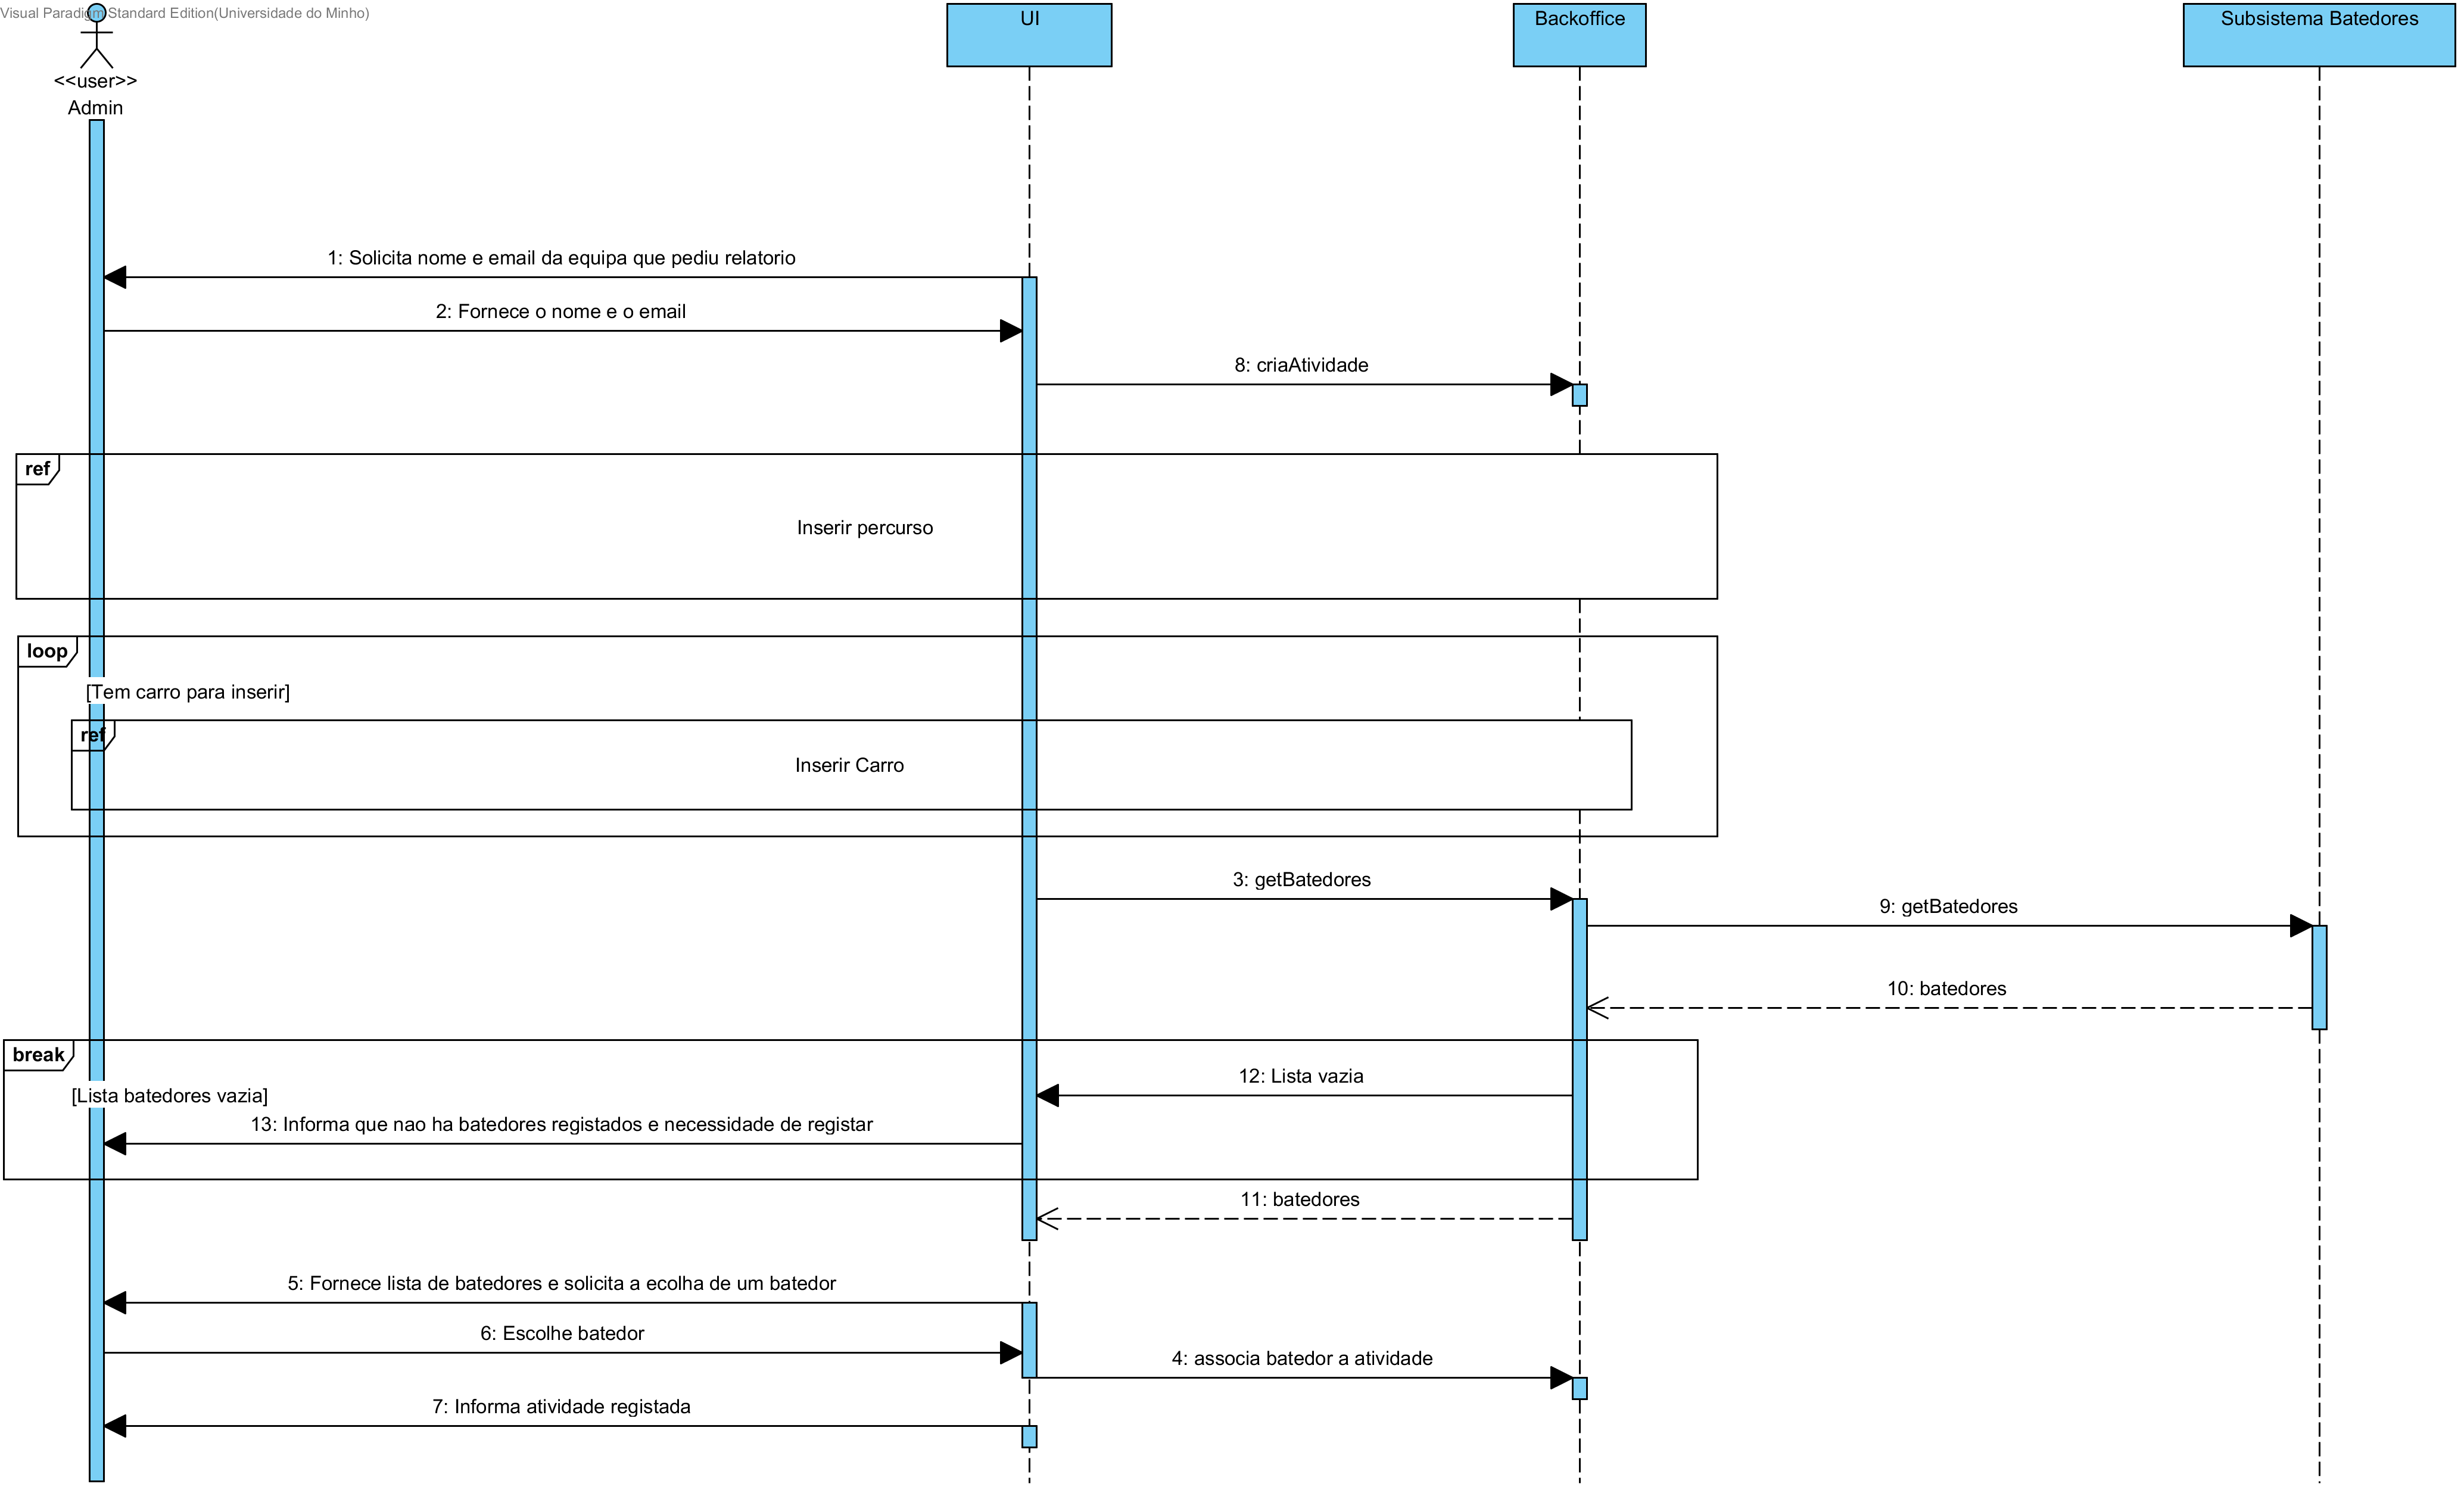 Visual Paradigm Standard Edition(Universidade do Minho)
UI
Backoffice
Subsistema Batedores
<<user>>
Admin
1: Solicita nome e email da equipa que pediu relatorio
2: Fornece o nome e o email
8: criaAtividade
ref
Inserir percurso
loop
[Tem carro para inserir]
ref
Inserir Carro
3: getBatedores
9: getBatedores
10: batedores
break
12: Lista vazia
[Lista batedores vazia]
13: Informa que nao ha batedores registados e necessidade de registar
11: batedores
5: Fornece lista de batedores e solicita a ecolha de um batedor
6: Escolhe batedor
4: associa batedor a atividade
7: Informa atividade registada